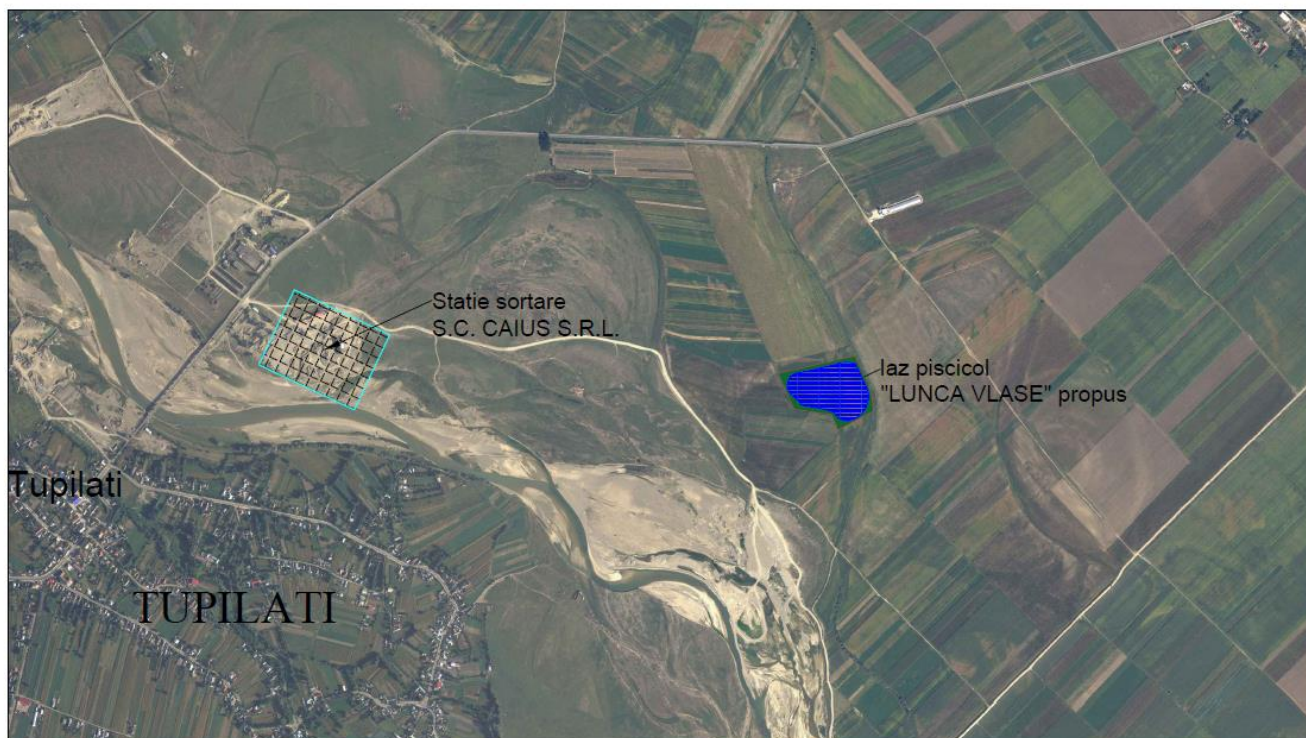 Statie sortare
S.C. CAIUS S.R.L.
Iaz piscicol
"LUNCA VLASE" propus
Tupilati
TUPILATI